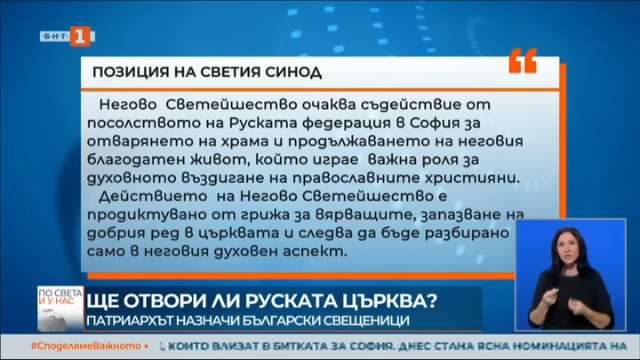 БНТ 1
ПОЗИЦИЯ НА СВЕТИЯ СИНОД
Негово Светейшество очаква съдействие от
посолството на Руската федерация в София за
отварянето на храма и продължаването на неговия
благодатен живот, който играе важна роля за
духовното въздигане на православните християни.
Действието на Негово Светейшество е
продиктувано от грижа за вярващите, запазване на
добрия ред в църквата и следва да бъде разбирано
само в неговия духовен аспект.
ПО СВЕТА
И У НАС
ЩЕ ОТВОРИ ЛИ РУСКАТА ЦЪРКВА?
ПАТРИАРХЪТ НАЗНАЧИ БЪЛГАРСКИ СВЕЩЕНИЦИ
#СподелямеВажното • , КОИТО ВЛИЗАТ В БИТКАТА ЗА СОФИЯ. ДНЕС СТАНА ЯСНА НОМИНАЦИЯТА НА